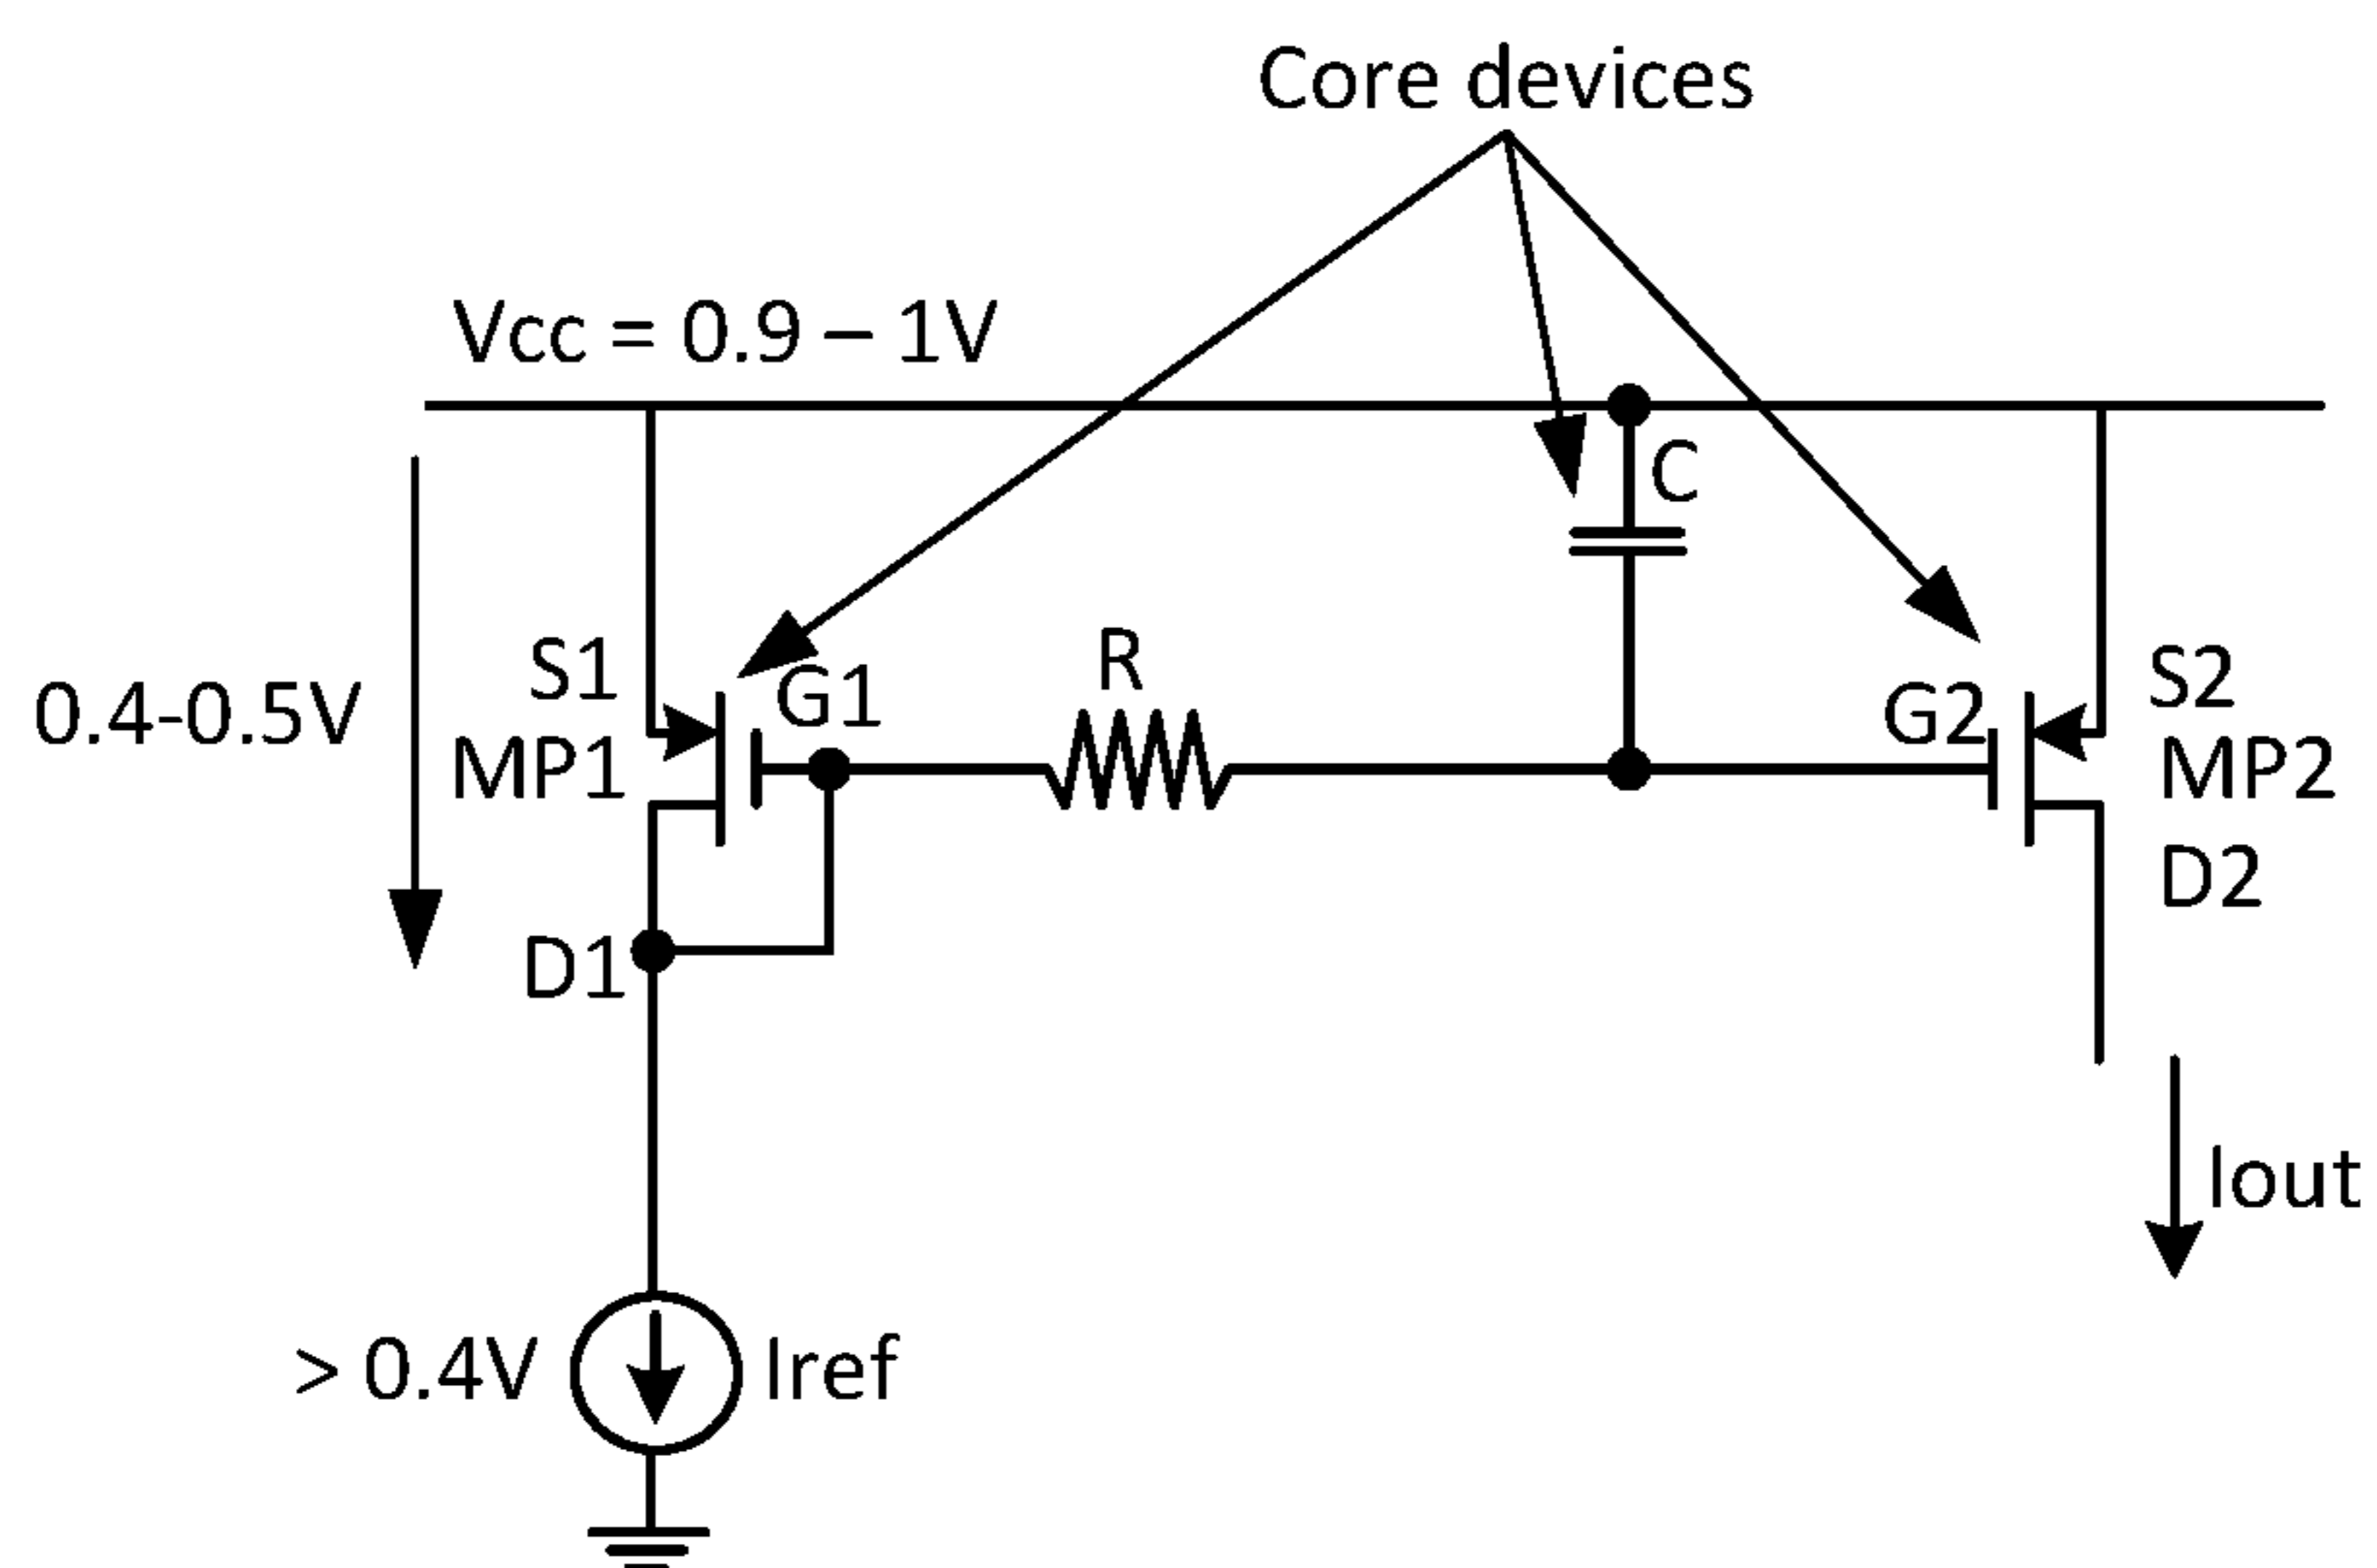 Core devices
Vcc = 0.9 – 1V
C
0.4-0.5V
S1
MP1
G1
R
G2
S2
MP2
D2
D1
Iout
> 0.4V
Iref